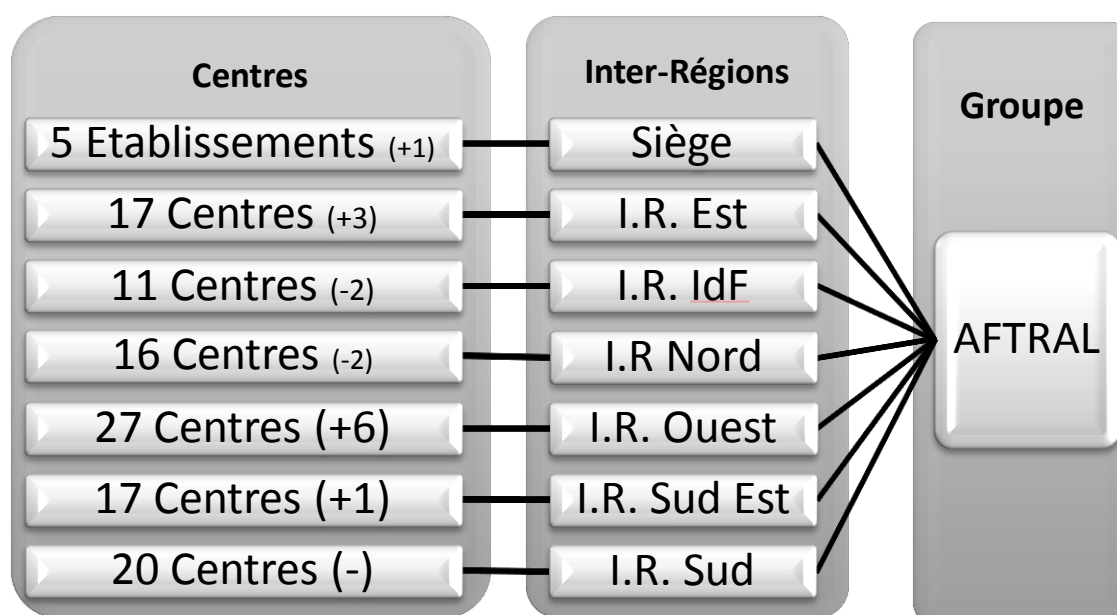 Centres
5 Etablissements (+1)
17 Centres (+3)
11 Centres (-2)
16 Centres (-2)
27 Centres (+6)
17 Centres (+1)
20 Centres (-)
Inter-Régions
Siège
I.R. Est
I.R. IdF
I.R Nord
I.R. Ouest
I.R. Sud Est
I.R. Sud
Groupe
AFTRAL